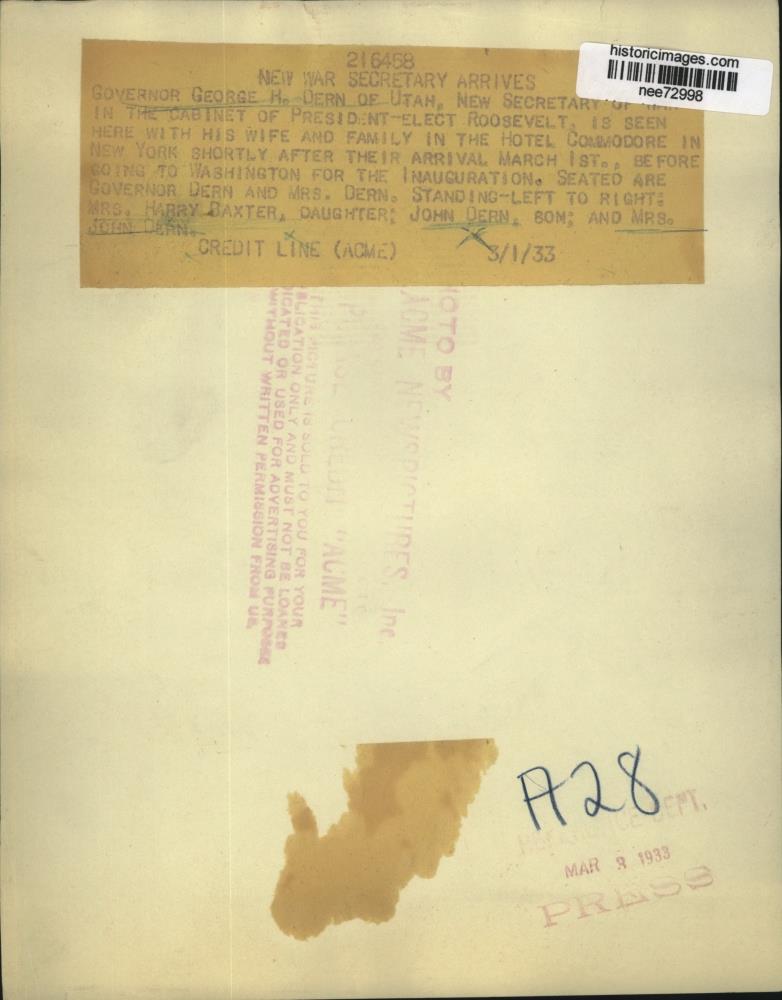 historicimages.com
nee72998
216458
NEW WAR SECRETARY ARRIVES
GOVERNOR GEORGE H. DERN OF UTAH, NEW SECRETARY OF WAR
IN THE CABINET OF PRESIDENT-ELECT ROOSEVELT, IS SEEN
HERE WITH HIS WIFE AND FAMILY IN THE HOTEL COMMODORE IN
NEW YORK SHORTLY AFTER THEIR ARRIVAL MARCH 1ST., BEFORE
GOING TO WASHINGTON FOR THE INAUGURATION. SEATED ARE
GOVERNOR DERN AND MRS. DERN. STANDING-LEFT TO RIGHT:
MRS. HARRY BAXTER, DAUGHTER; JOHN DERN, SON; AND MRS.
JOHN DERN.
CREDIT LINE (ACME) 3/1/33
PHOTO BY
ACME NEWSPICTURES, Inc.
CREDIT "ACME"
THIS PICTURE IS SOLD TO YOU FOR YOUR
PUBLICATION ONLY AND MUST NOT BE LOANED
SYNDICATED OR USED FOR ADVERTISING PURPOSES
WITHOUT WRITTEN PERMISSION FROM US.
A28
DEPT.
MAR 1933
PRESS